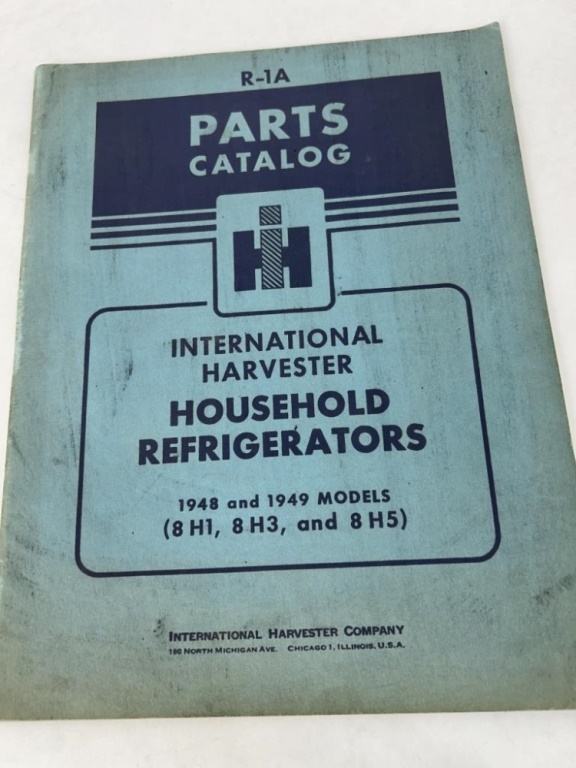 R-1A
PARTS
CATALOG
IH
INTERNATIONAL
HARVESTER
HOUSEHOLD
REFRIGERATORS
1948 and 1949 MODELS
(8 H1, 8 H3, and 8 H5)
INTERNATIONAL HARVESTER COMPANY
180 NORTH MICHIGAN AVE. CHICAGO 1, ILLINOIS, U.S.A.